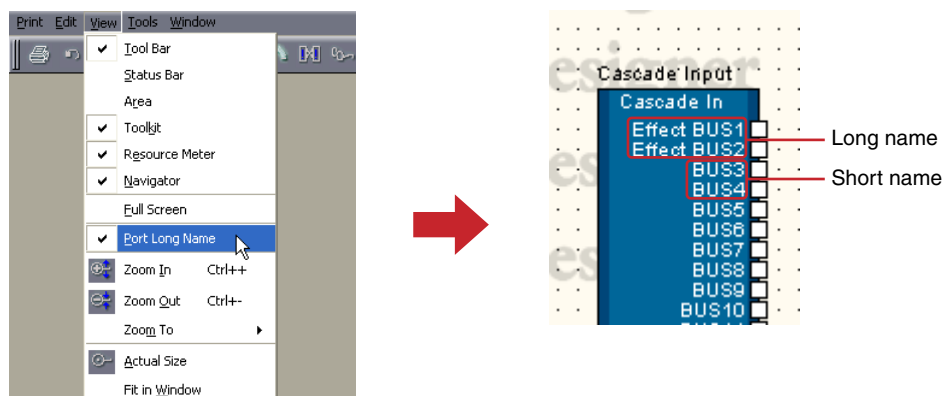 Print Edit View Tools Window
Tool Bar
Status Bar
Area
Toolkit
Resource Meter
Navigator
Full Screen
Port Long Name
Zoom In Ctrl++
Zoom Out Ctrl+-
Zoom To
Actual Size
Fit in Window
Cascade Input
Cascade In
Effect BUS1
Effect BUS2
BUS3
BUS4
BUS5
BUS6
BUS7
BUS8
BUS9
BUS10
Long name
Short name